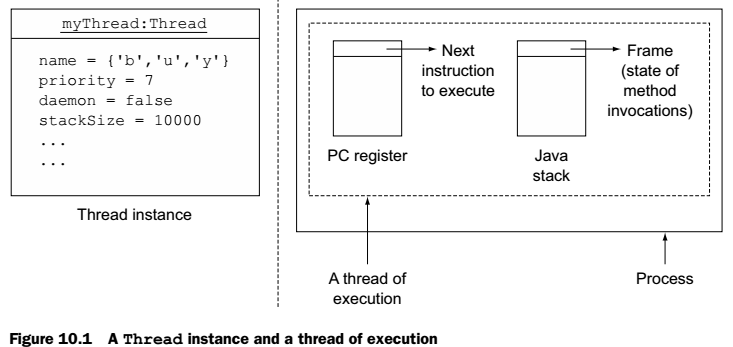 myThread:Thread
name = {'b','u','y'}
priority = 7
daemon = false
stackSize = 10000
...
...
Thread instance
Next
instruction
to execute
PC register
Frame
(state of
method
invocations)
Java
stack
A thread of
execution
Process
Figure 10.1 A Thread instance and a thread of execution